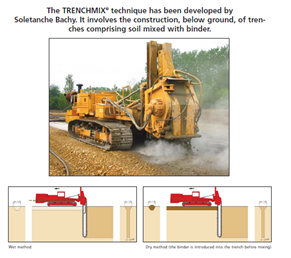 The TRENCHMIX® technique has been developed by
Soletanche Bachy. It involves the construction, below ground, of tren-
ches comprising soil mixed with binder.
Wet method
Dry method (the binder is introduced into the trench before mixing)